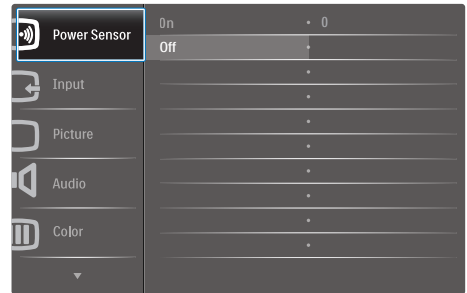 Power Sensor
On • 0
Off •
Input
•
•
Picture
•
•
Audio
•
•
Color
•
•